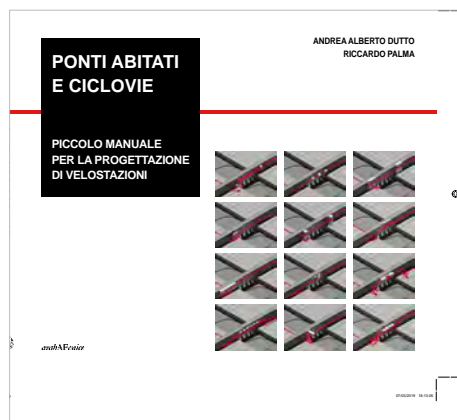 PONTI ABITATI
E CICLOVIE
ANDREA ALBERTO DUTTO
RICCARDO PALMA
PICCOLO MANUALE
PER LA PROGETTAZIONE
DI VELOSTAZIONI